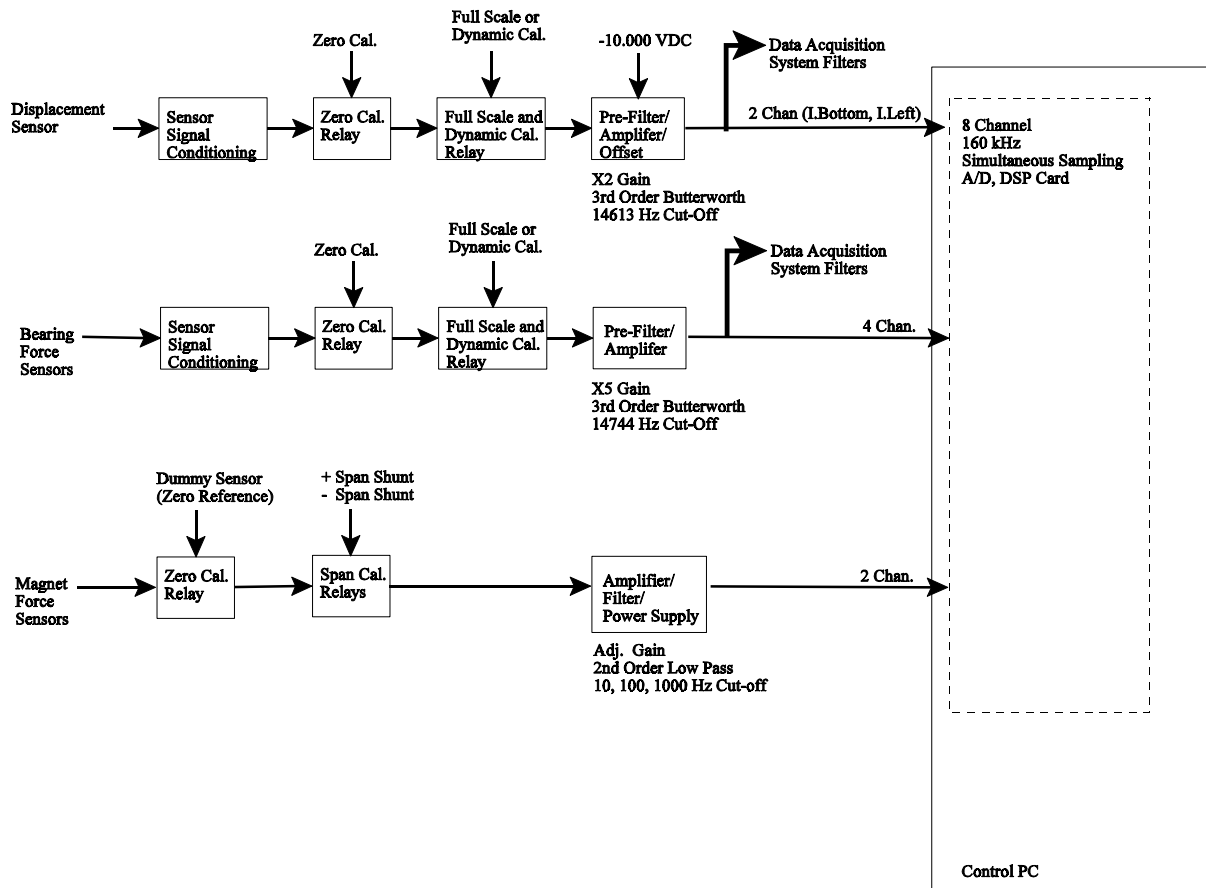 Full Scale or
Dynamic Cal.
Zero Cal.
-10.000 VDC
Data Acquisition
System Filters
Displacement
Sensor
Sensor
Signal
Conditioning
Zero Cal.
Relay
Full Scale and
Dynamic Cal.
Relay
Pre-Filter/
Amplifer/
Offset
2 Chan (I.Bottom, I.Left)
8 Channel
160 kHz
Simultaneous Sampling
A/D, DSP Card
X2 Gain
3rd Order Butterworth
14613 Hz Cut-Off
Full Scale or
Dynamic Cal.
Zero Cal.
Data Acquisition
System Filters
Bearing
Force
Sensors
Sensor
Signal
Conditioning
Zero Cal.
Relay
Full Scale and
Dynamic Cal.
Relay
Pre-Filter/
Amplifer
4 Chan.
X5 Gain
3rd Order Butterworth
14744 Hz Cut-Off
Dummy Sensor
(Zero Reference)
+ Span Shunt
- Span Shunt
Magnet
Force
Sensors
Zero Cal.
Relay
Span Cal.
Relays
Amplifier/
Filter/
Power Supply
2 Chan.
Adj. Gain
2nd Order Low Pass
10, 100, 1000 Hz Cut-off
Control PC